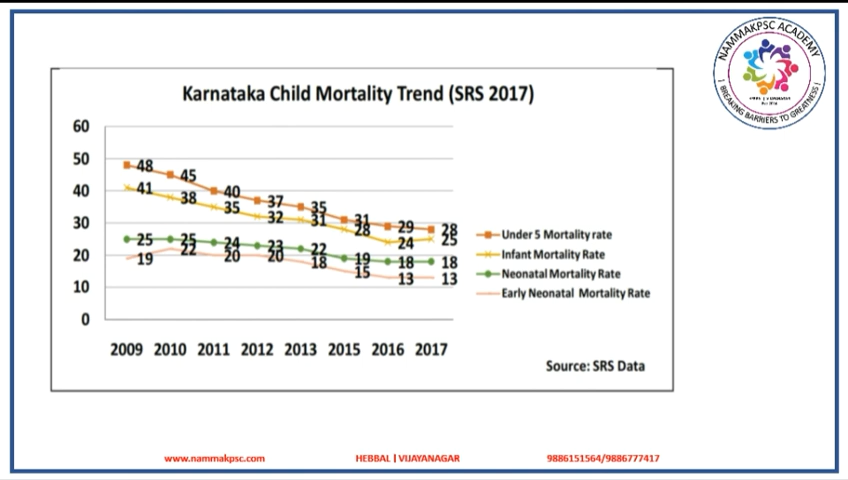 NAMMAKPSC ACADEMY
! BREAKING BARRIERS TO GREATNESS !
Karnataka Child Mortality Trend (SRS 2017)
60
50
40
30
20
10
0
48 45 40 37 35 31 29 28
41 38 35 32 31 28 24 25
25 25 24 23 22 19 18 18
19 22 20 20 18 15 13 13
Under 5 Mortality rate
Infant Mortality Rate
Neonatal Mortality Rate
Early Neonatal Mortality Rate
2009 2010 2011 2012 2013 2015 2016 2017
Source: SRS Data
www.nammakpsc.com HEBBAL | VIJAYANAGAR 9886151564/9886777417